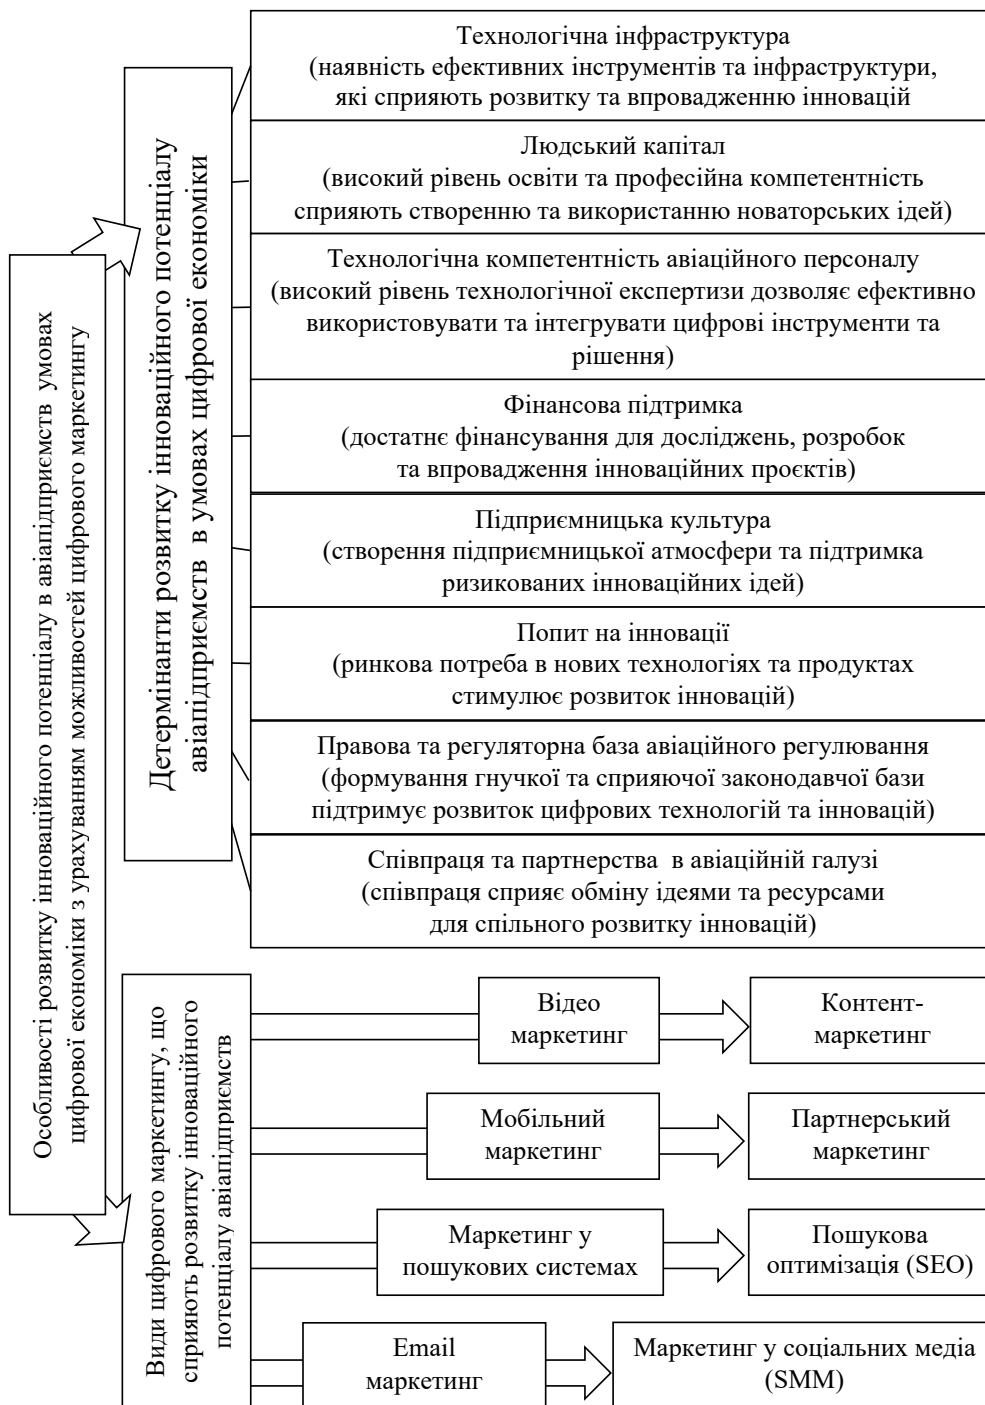 Особливості розвитку інноваційного потенціалу в авіапідприємств  умовах
цифрової економіки з урахуванням можливостей цифрового маркетингу
Детермінанти розвитку інноваційного потенціалу
авіапідприємств  в умовах цифрової економіки
Технологічна інфраструктура
(наявність ефективних інструментів та інфраструктури,
які сприяють розвитку та впровадженню інновацій
Людський капітал
(високий рівень освіти та професійна компетентність
сприяють створенню та використанню новаторських ідей)
Технологічна компетентність авіаційного персоналу
(високий рівень технологічної експертизи дозволяє ефективно
використовувати та інтегрувати цифрові інструменти та
рішення)
Фінансова підтримка
(достатнє фінансування для досліджень, розробок
та впровадження інноваційних проєктів)
Підприємницька культура
(створення підприємницької атмосфери та підтримка
ризикованих інноваційних ідей)
Попит на інновації
(ринкова потреба в нових технологіях та продуктах
стимулює розвиток інновацій)
Правова та регуляторна база авіаційного регулювання
(формування гнучкої та сприяючої законодавчої бази
підтримує розвиток цифрових технологій та інновацій)
Співпраця та партнерства  в авіаційній галузі
(співпраця сприяє обміну ідеями та ресурсами
для спільного розвитку інновацій)
Види цифрового маркетингу, що
сприяють розвитку інноваційного
потенціалу авіапідприємств
Відео
маркетинг
Контент-
маркетинг
Мобільний
маркетинг
Партнерський
маркетинг
Маркетинг у
пошукових системах
Пошукова
оптимізація (SEO)
Email
маркетинг
Маркетинг у соціальних медіа
(SMM)